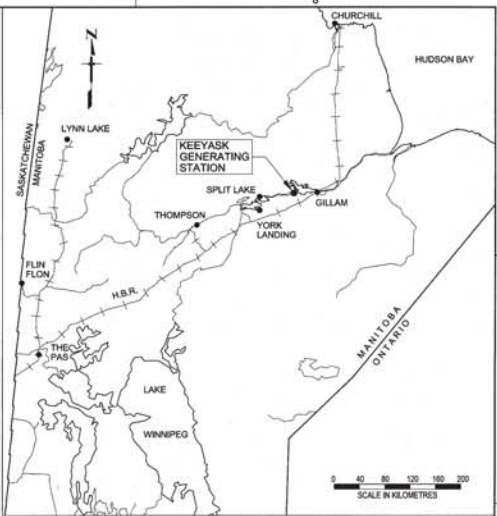 CHURCHILL
HUDSON BAY
N
LYNN LAKE
SASKATCHEWAN
MANITOBA
KEEYASK
GENERATING
STATION
SPLIT LAKE
GILLAM
THOMPSON
YORK
LANDING
FLIN
FLON
H.B.R.
MANITOBA
ONTARIO
THE
PAS
LAKE
WINNIPEG
0 40 80 120 160 200
SCALE IN KILOMETRES